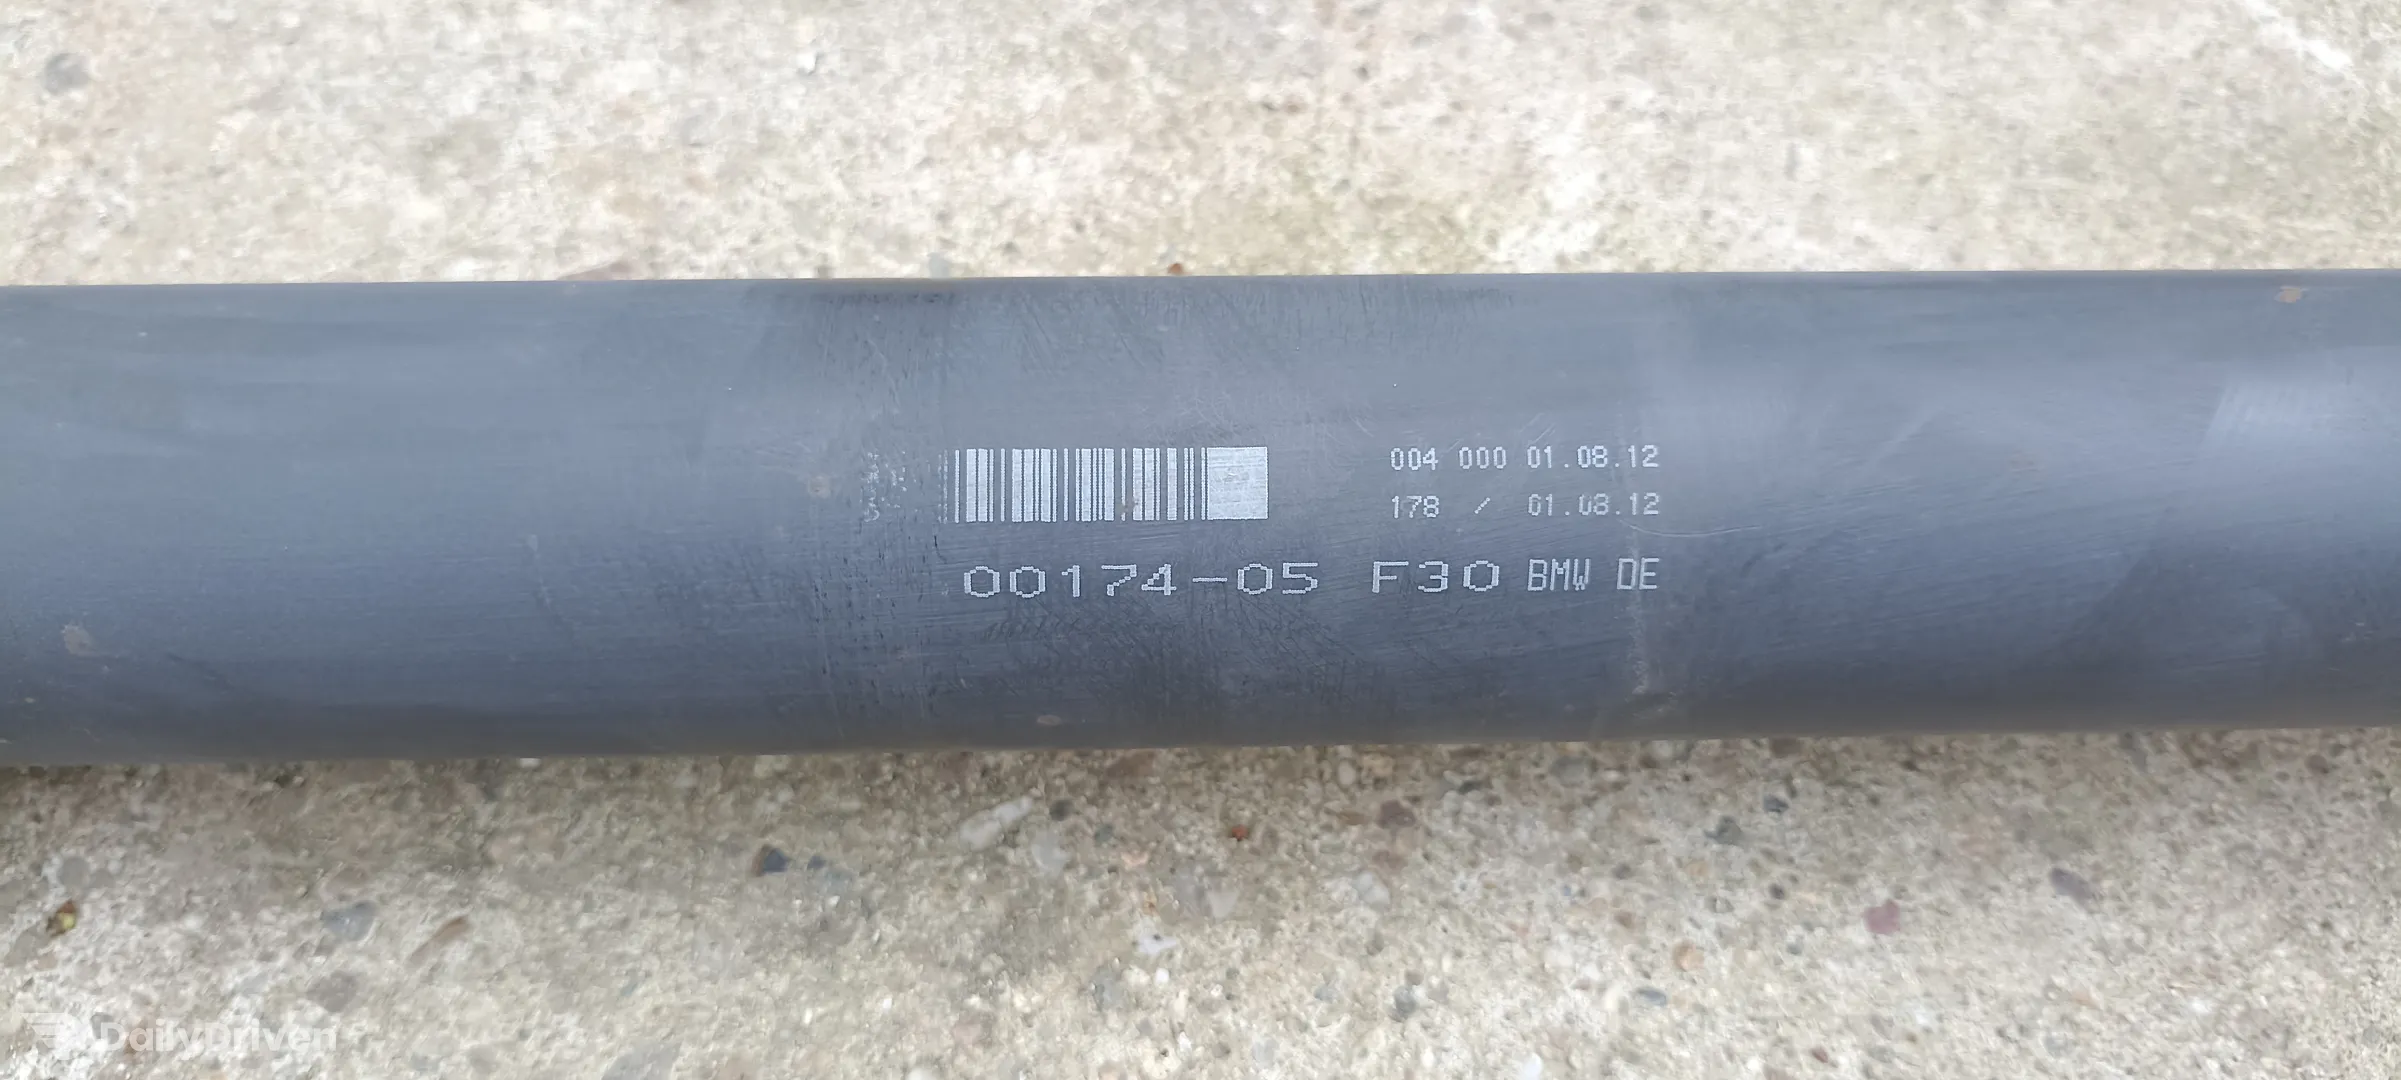 004 000 01.08.12
178 / 01.08.12
00174-05 F30 BMW DE
DailyDriven